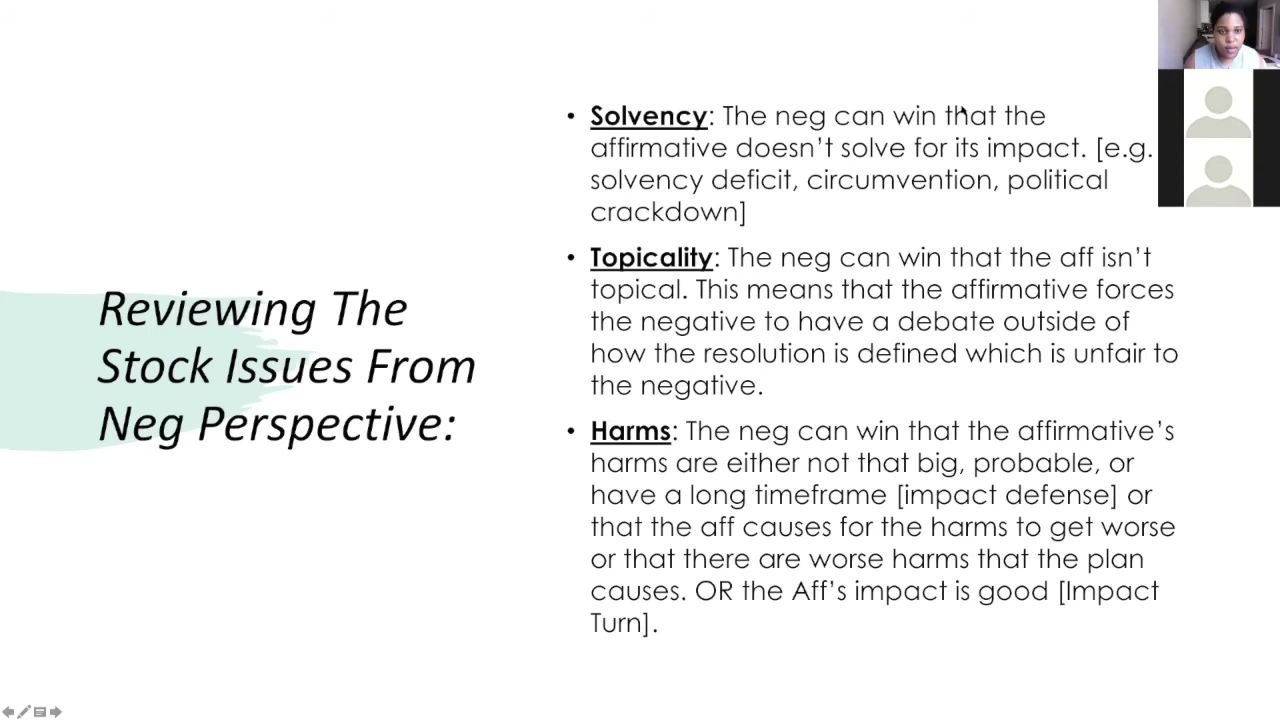 Reviewing The
Stock Issues From
Neg Perspective:
• Solvency: The neg can win that the
affirmative doesn’t solve for its impact. [e.g.
solvency deficit, circumvention, political
crackdown]
• Topicality: The neg can win that the aff isn’t
topical. This means that the affirmative forces
the negative to have a debate outside of
how the resolution is defined which is unfair to
the negative.
• Harms: The neg can win that the affirmative’s
harms are either not that big, probable, or
have a long timeframe [impact defense] or
that the aff causes for the harms to get worse
or that there are worse harms that the plan
causes. OR the Aff’s impact is good [Impact
Turn].